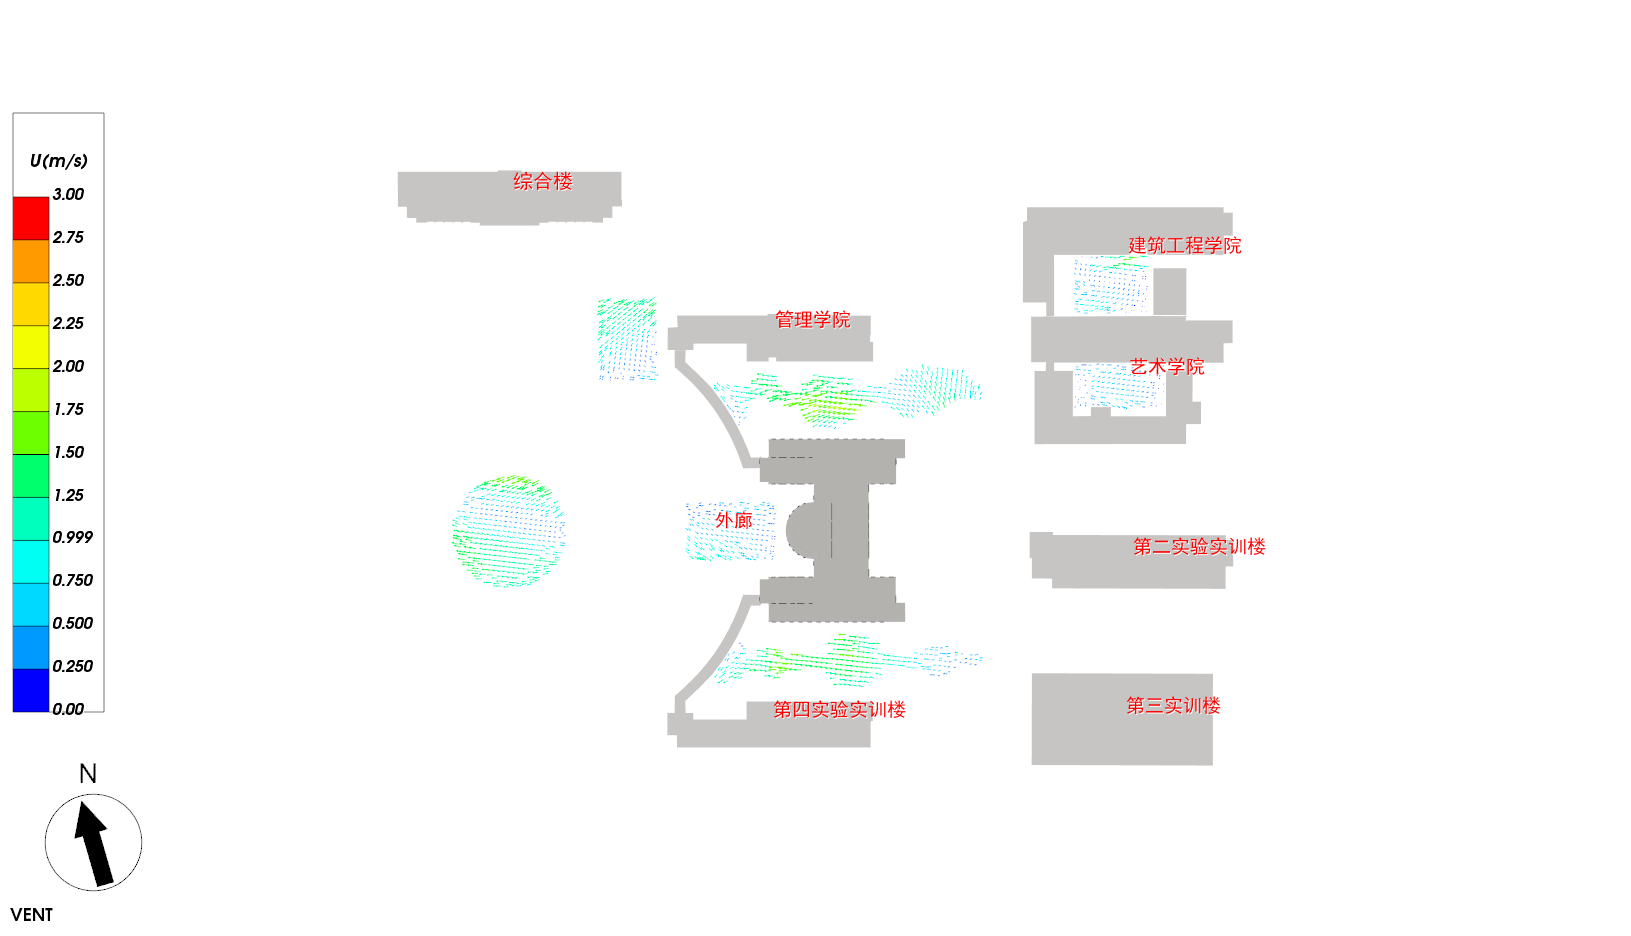 U(m/s)
3.00
2.75
2.50
2.25
2.00
1.75
1.50
1.25
0.999
0.750
0.500
0.250
0.00
综合楼
建筑工程学院
管理学院
艺术学院
外廊
第二实验实训楼
第四实验实训楼
第三实训楼
N
VENT